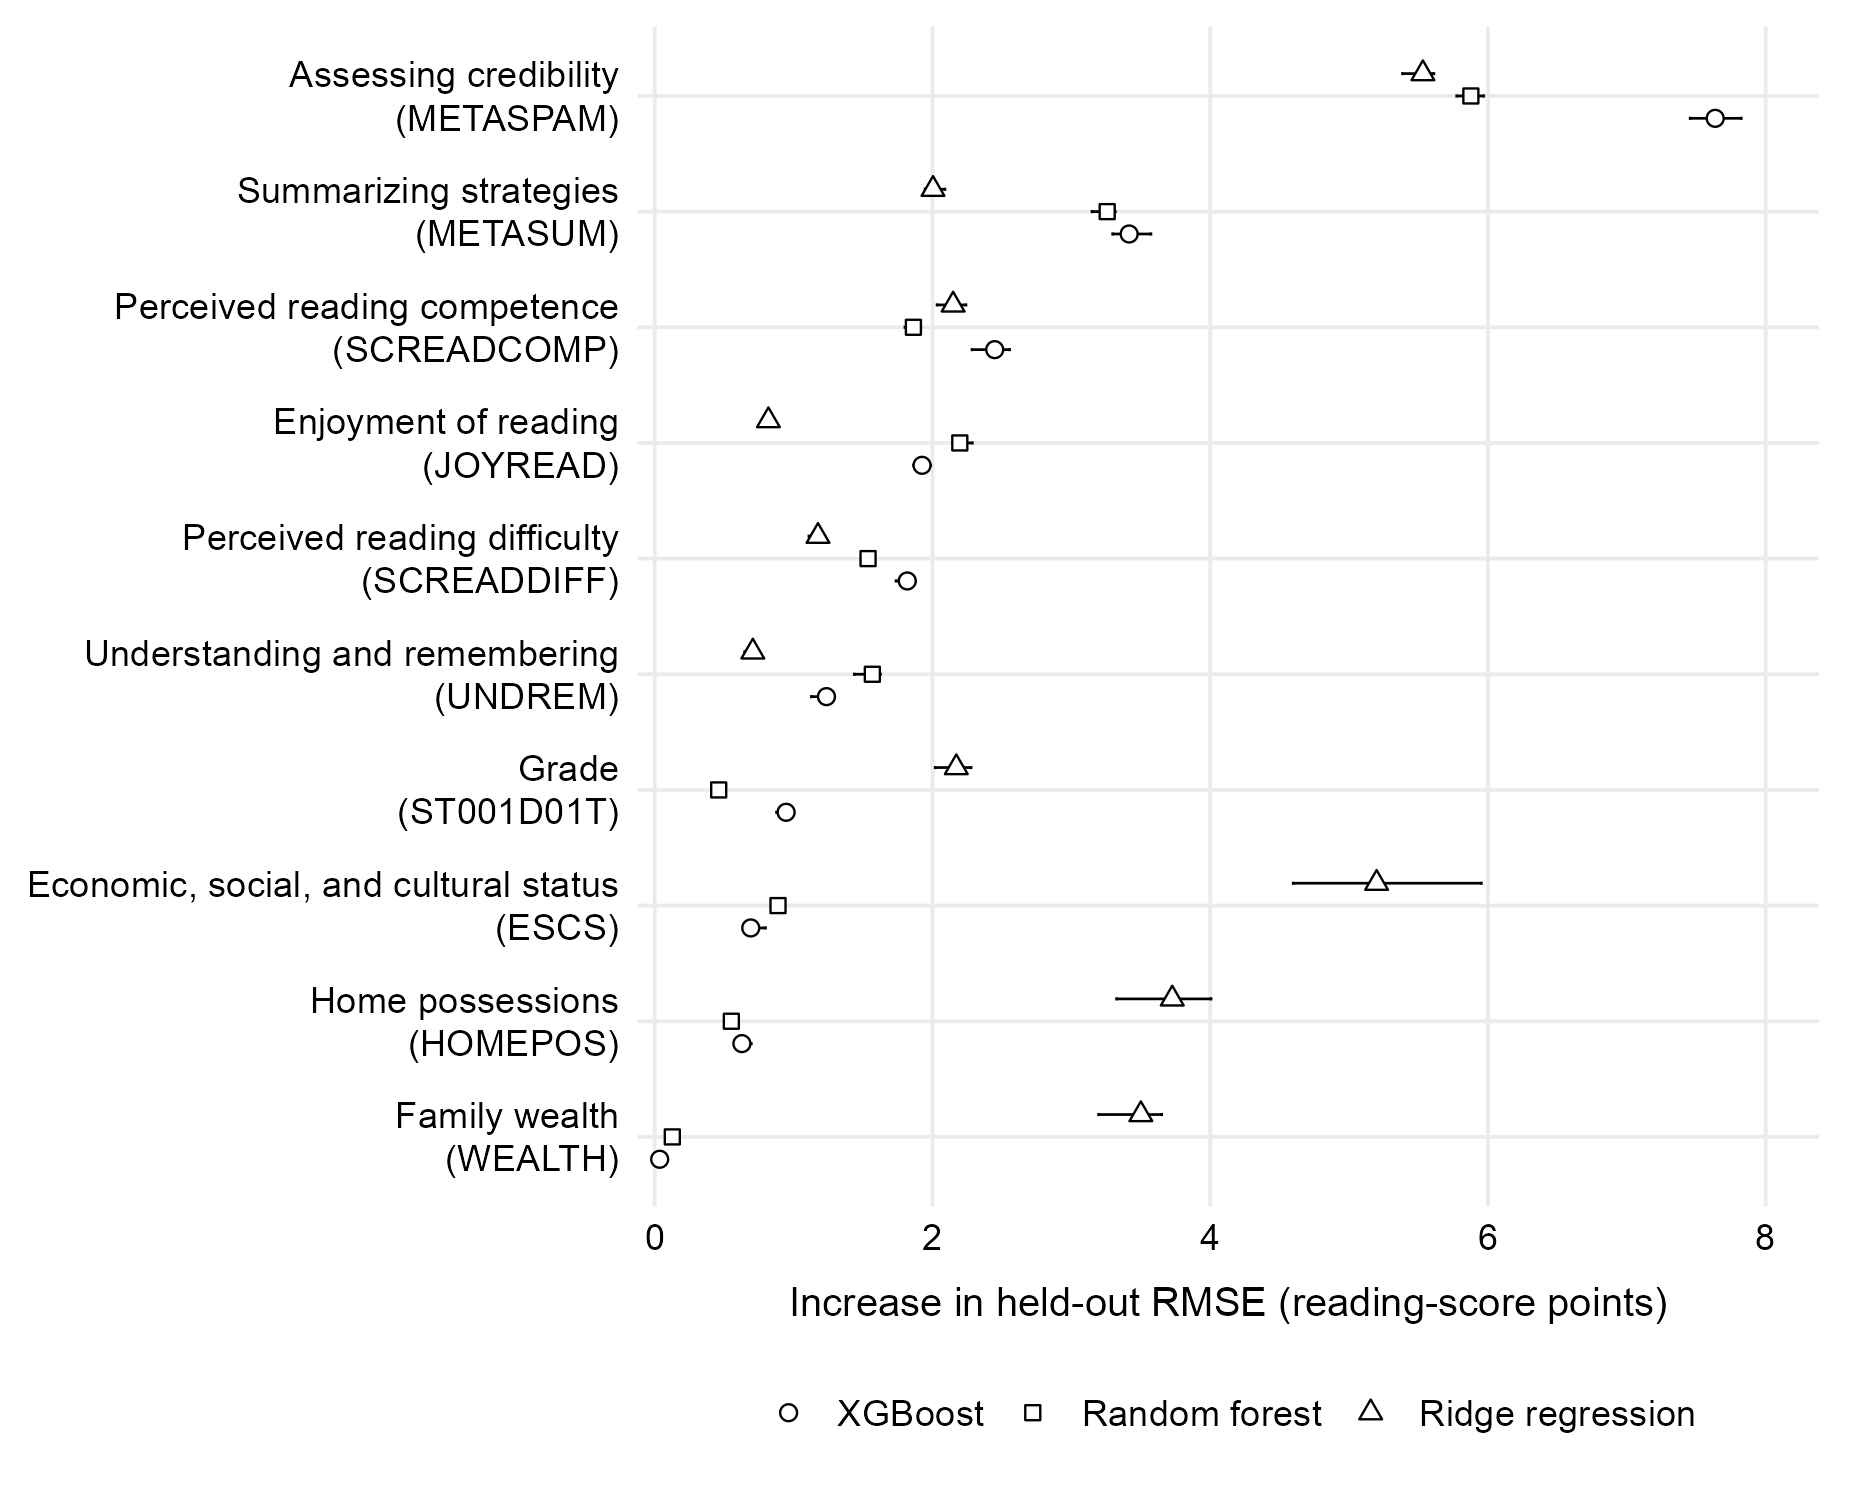 Assessing credibility
(METASPAM)
Summarizing strategies
(METASUM)
Perceived reading competence
(SCREADCOMP)
Enjoyment of reading
(JOYREAD)
Perceived reading difficulty
(SCREADDIFF)
Understanding and remembering
(UNDREM)
Grade
(ST001D01T)
Economic, social, and cultural status
(ESCS)
Home possessions
(HOMEPOS)
Family wealth
(WEALTH)
0 2 4 6 8
Increase in held-out RMSE (reading-score points)
XGBoost Random forest Ridge regression